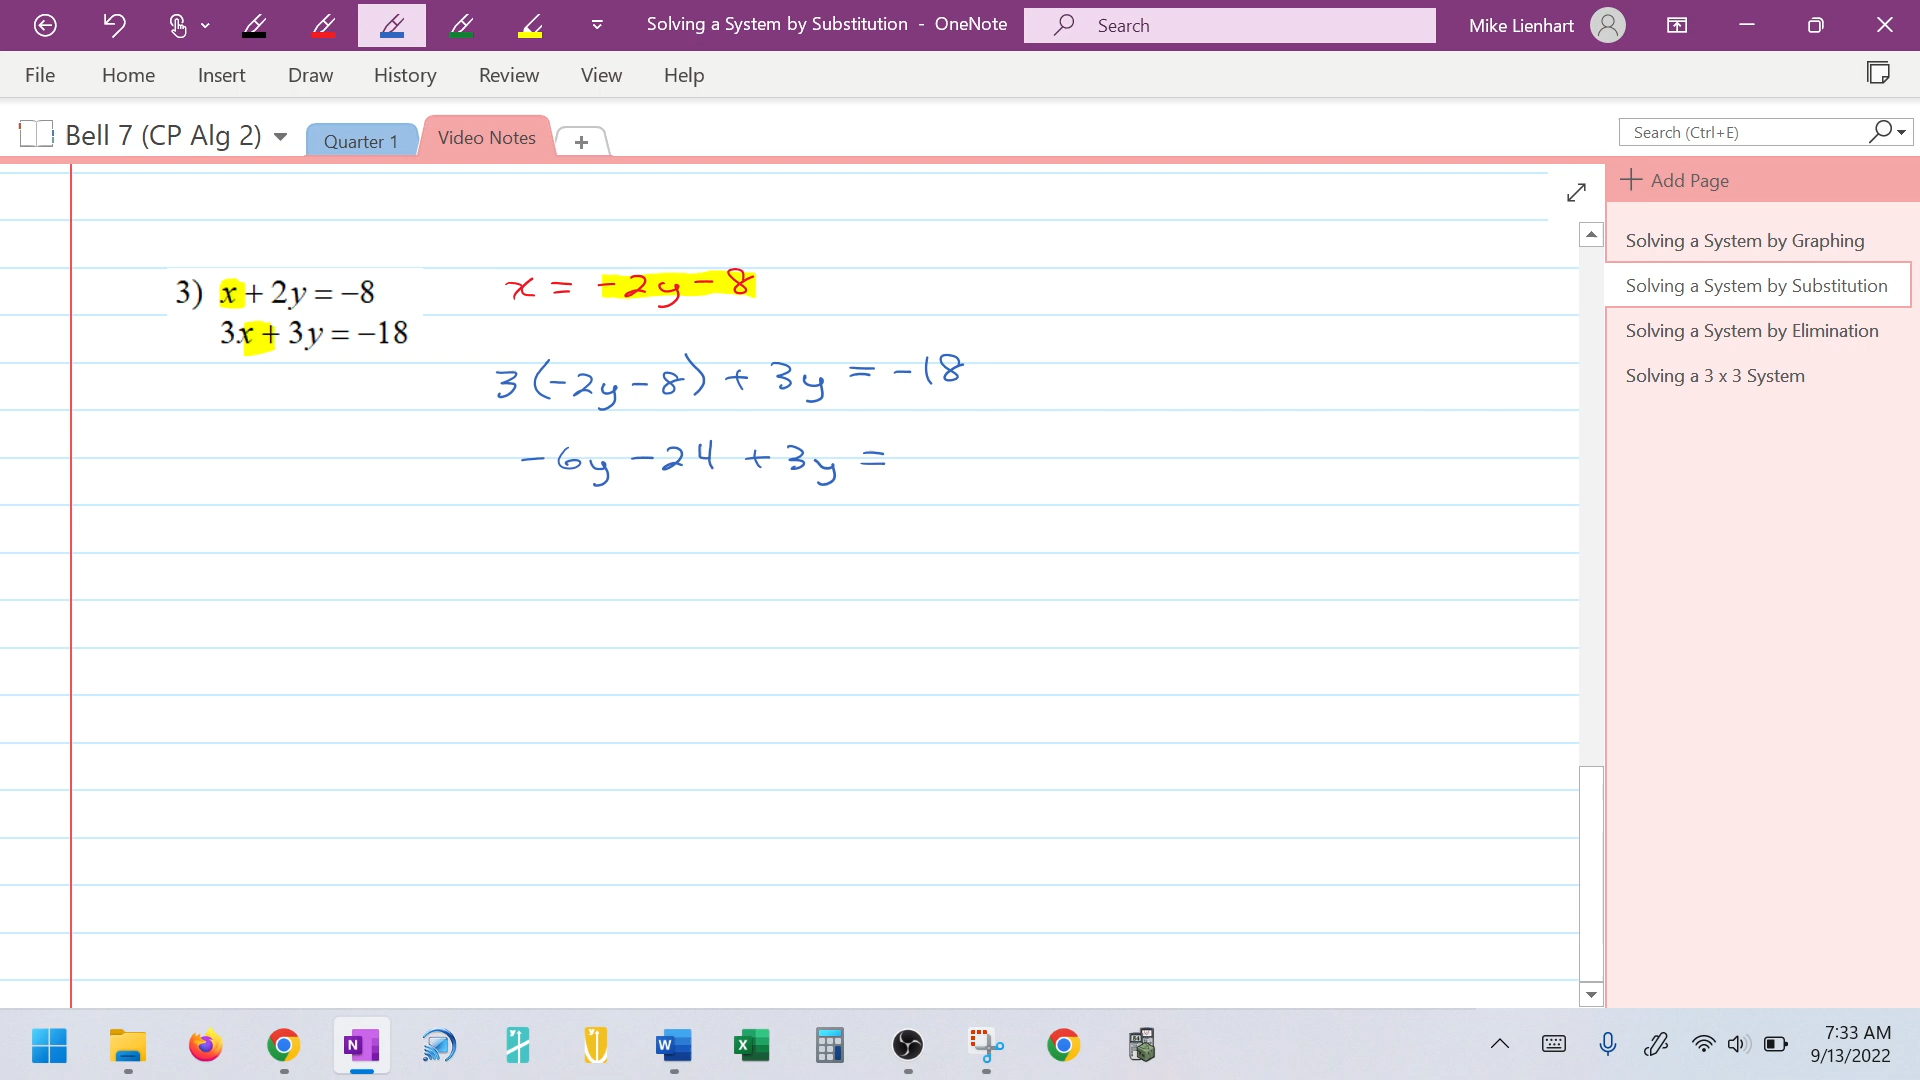 Solving a System by Substitution - OneNote
Search
Mike Lienhart
File Home Insert Draw History Review View Help
Bell 7 (CP Alg 2)
Quarter 1
Video Notes
Search (Ctrl+E)
Add Page
Solving a System by Graphing
Solving a System by Substitution
Solving a System by Elimination
Solving a 3 x 3 System
3) x + 2y = −8
3x + 3y = −18
x = -2y - 8
3(-2y - 8) + 3y = -18
-6y - 24 + 3y =
7:33 AM
9/13/2022